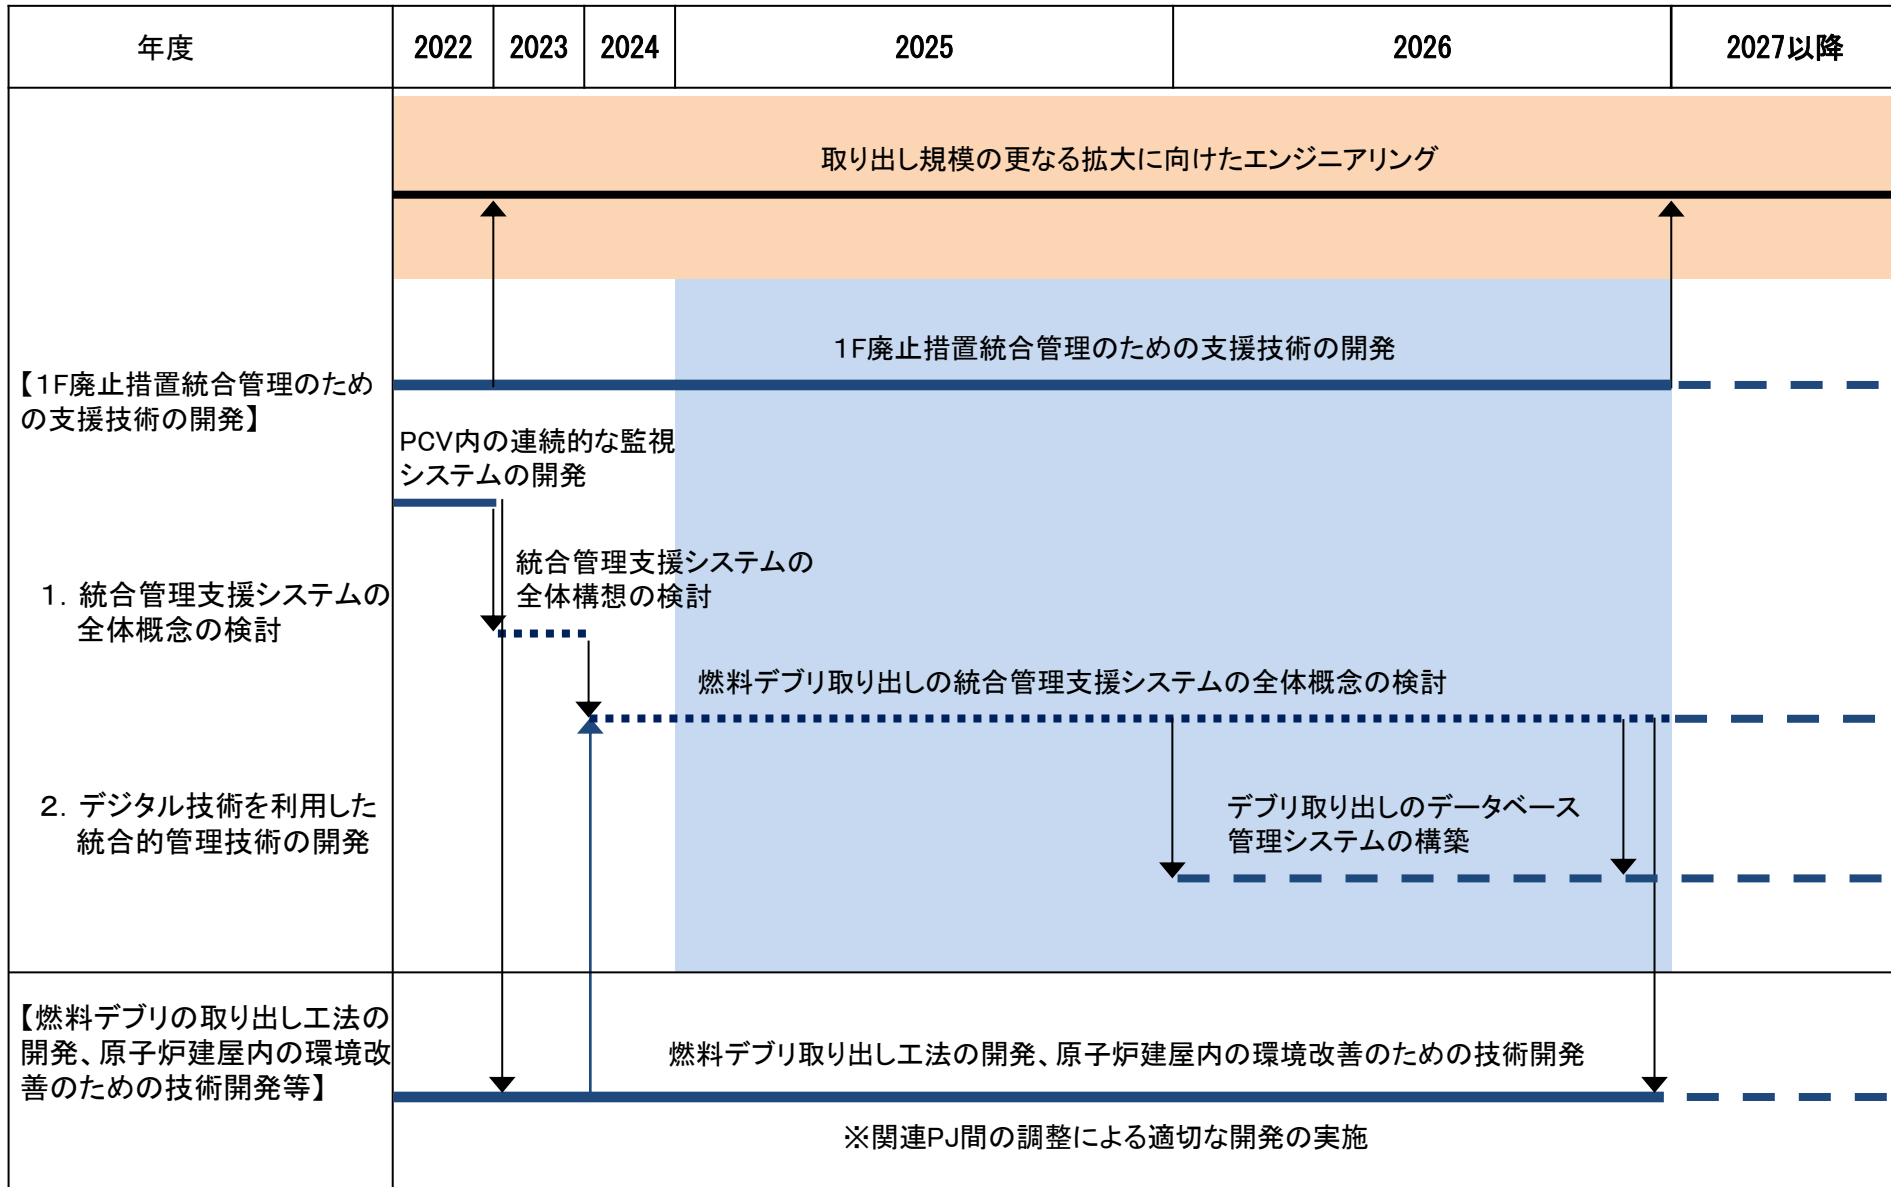 年度
2022
2023
2024
2025
2026
2027以降
取り出し規模の更なる拡大に向けたエンジニアリング
【１F廃止措置統合管理のため
の支援技術の開発】
１F廃止措置統合管理のための支援技術の開発
PCV内の連続的な監視
システムの開発
１．統合管理支援システムの
全体概念の検討
統合管理支援システムの
全体構想の検討
燃料デブリ取り出しの統合管理支援システムの全体概念の検討
２．デジタル技術を利用した
統合的管理技術の開発
デブリ取り出しのデータベース
管理システムの構築
【燃料デブリの取り出し工法の
開発、原子炉建屋内の環境改
善のための技術開発等】
燃料デブリ取り出し工法の開発、原子炉建屋内の環境改善のための技術開発
※関連PJ間の調整による適切な開発の実施